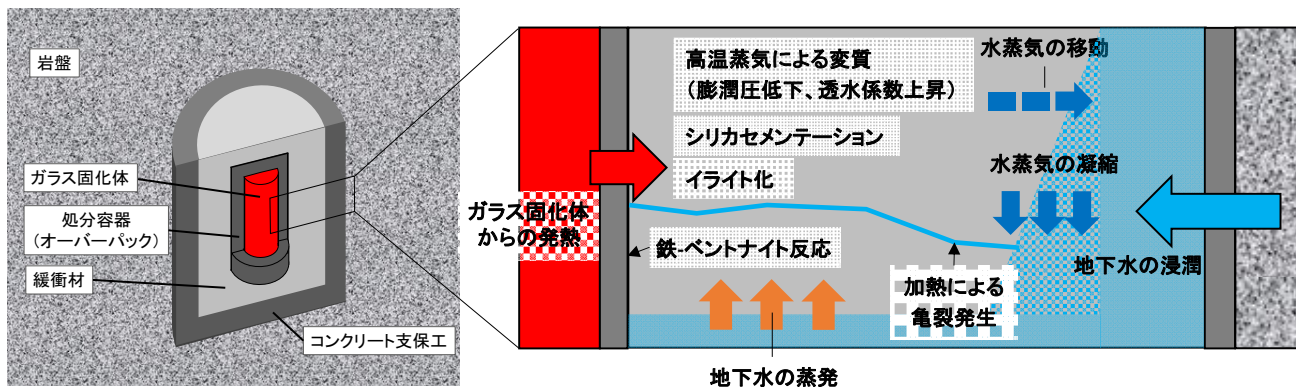 岩盤
ガラス固化体
処分容器
（オーバーパック）
緩衝材
コンクリート支保工
高温蒸気による変質
（膨潤圧低下、透水係数上昇）
シリカセメンテーション
イライト化
ガラス固化体
からの発熱
鉄-ベントナイト反応
水蒸気の移動
水蒸気の凝縮
加熱による
亀裂発生
地下水の浸潤
地下水の蒸発